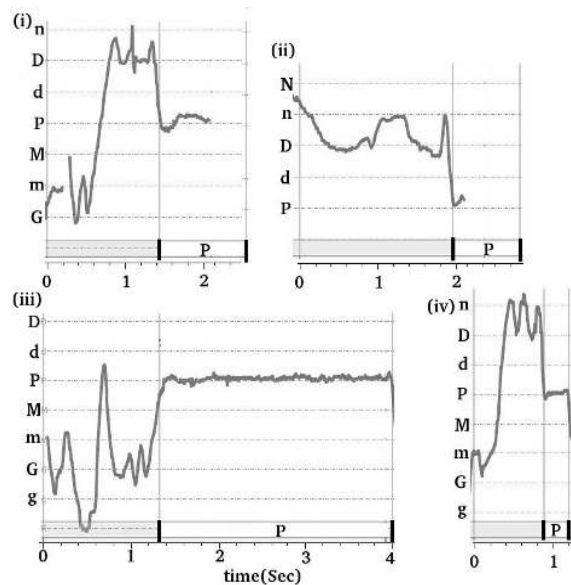 (i)
n
D
d
P
M
m
G
P
0 1 2
(ii)
N
n
D
d
P
P
0 1 2
(iii)
D
d
P
M
m
G
g
P
0 1 2 3 4
time(Sec)
(iv)
n
D
d
P
M
m
G
g
P
0 1